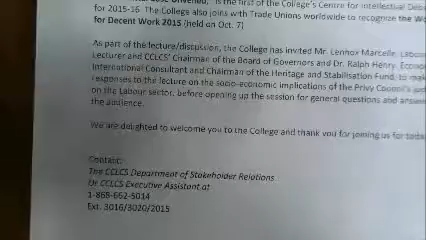 is the first of the College's Centre for Intellectual
for 2015-16. The College also joins with Trade Unions worldwide to recognize the
for Decent Work 2015 (held on Oct. 7)
As part of the lecture/discussion, the College has invited Mr. Lennox Marcelle,
Lecturer and CCLCS' Chairman of the Board of Governors and Dr. Ralph Henry,
International Consultant and Chairman of the Heritage and Stabilisation Fund, to
responses to the lecture on the socio-economic implications of the Privy Council's
on the Labour sector, before opening up the session for general questions and
the audience.
We are delighted to welcome you to the College and thank you for joining us for
Contact:
The CCLCS Department of Stakeholder Relations
Or CCLCS Executive Assistant at
1-868-662-5014
Ext. 3016/3020/2015